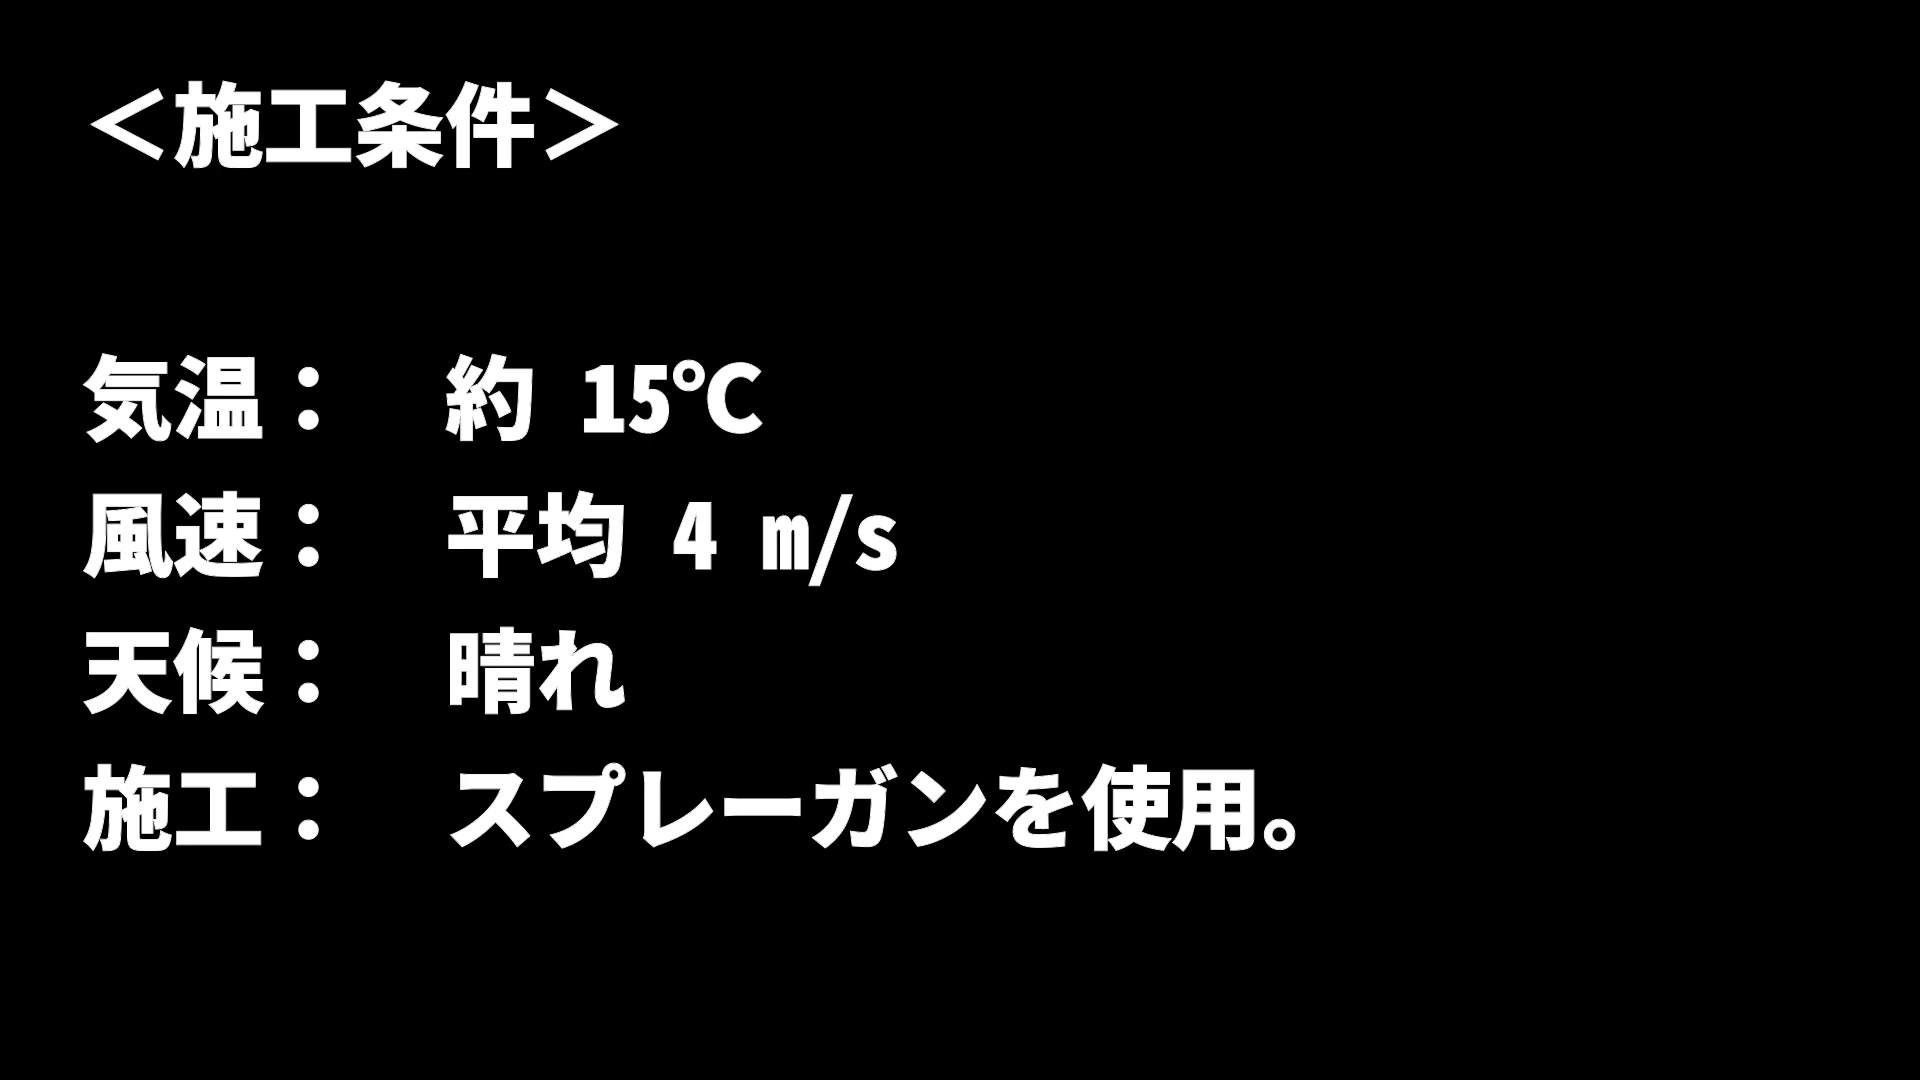 ＜施工条件＞
気温：　約 15℃
風速：　平均 4 m/s
天候：　晴れ
施工：　スプレーガンを使用。